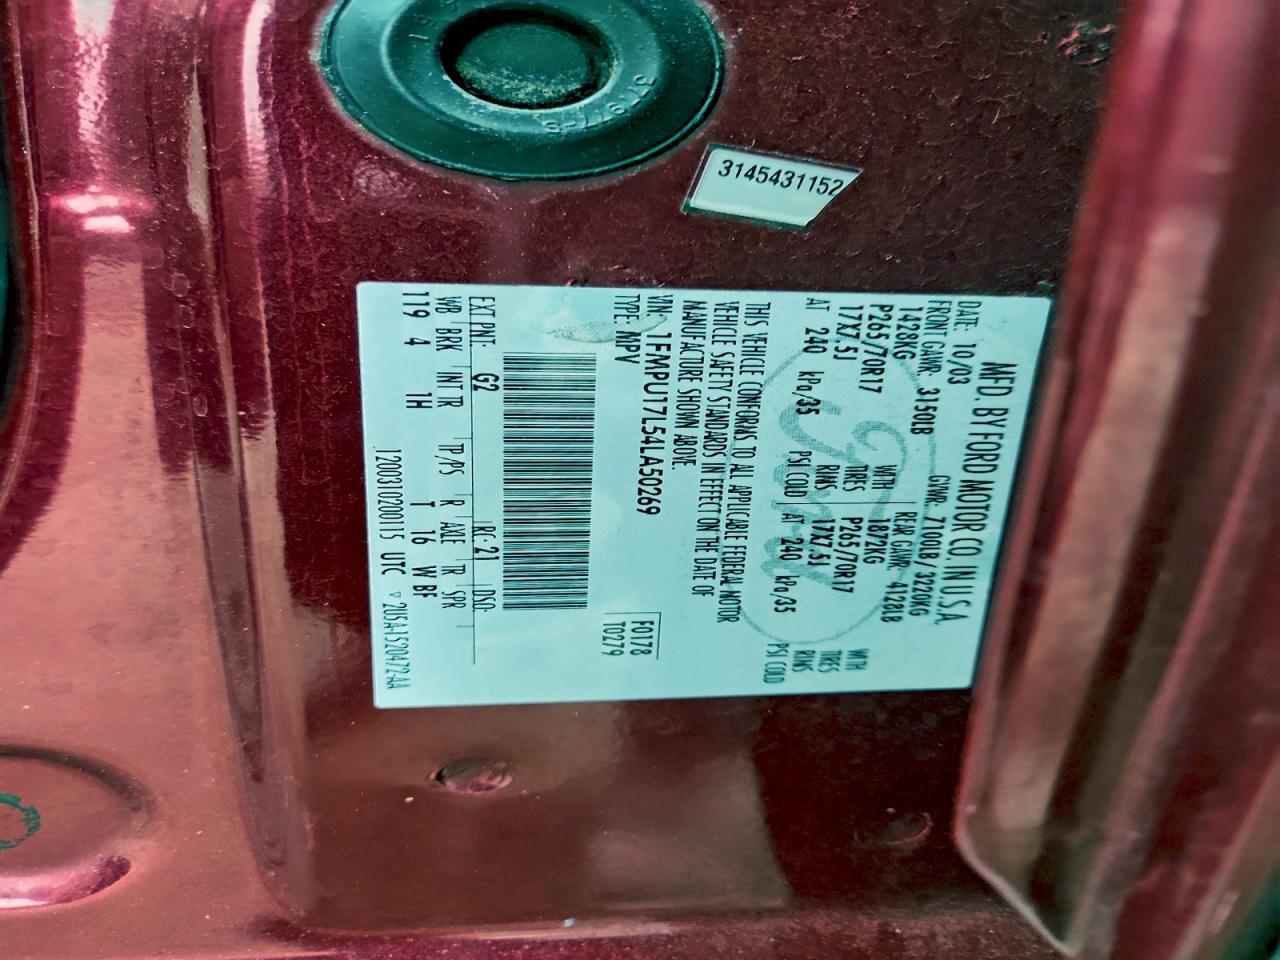 3145431152
MFD. BY FORD MOTOR CO. IN U.S.A.
DATE: 10/03 GVWR: 7100LB/ 3220KG
FRONT GAWR: 3150LB REAR GAWR: 4128LB
1428KG WITH 1872KG WITH
P265/70R17 TIRES P265/70R17 TIRES
17X7.5J RIMS 17X7.5J RIMS
AT 240 kPa/35 PSI COLD AT 240 kPa/35 PSI COLD
THIS VEHICLE CONFORMS TO ALL APPLICABLE FEDERAL MOTOR
VEHICLE SAFETY STANDARDS IN EFFECT ON THE DATE OF
MANUFACTURE SHOWN ABOVE.
VIN: 1FMPU17L54LA50269 F0178
TYPE: MPV T0279
EXT PNT: G2 RC: 21 DSO:
WB BRK INT TR TP/PS R AXLE TR SPR
119 4 1H T 16 W BF
1200310200115 UTC ▽ 2U5A-1520472-AA